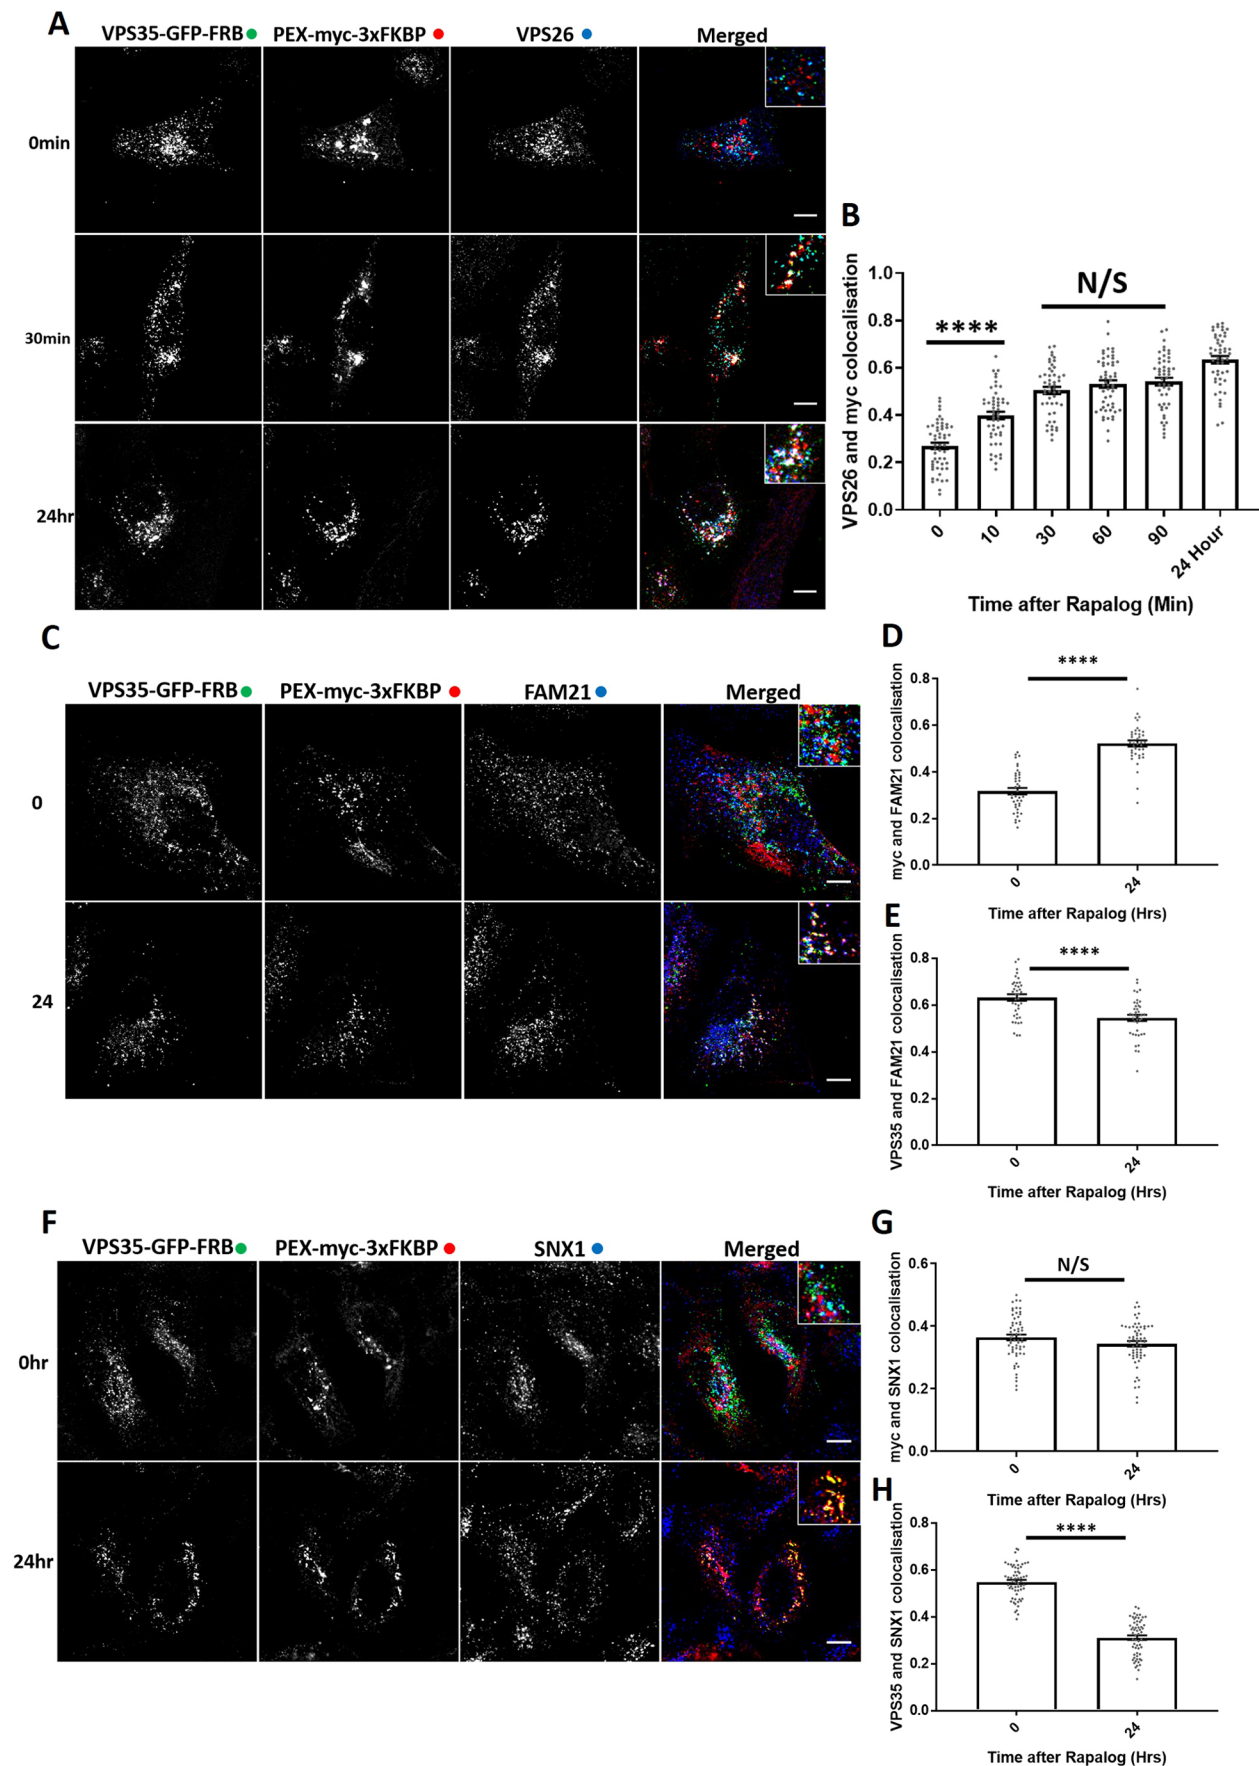 A
VPS35-GFP-FRB PEX-myc-3xFKBP VPS26 Merged
0min
30min
24hr
B
VPS26 and myc colocalisation
1.0
0.8
0.6
0.4
0.2
0.0
****
N/S
0 10 30 60 90 24 Hour
Time after Rapalog (Min)
C
VPS35-GFP-FRB PEX-myc-3xFKBP FAM21 Merged
0
24
D
myc and FAM21 colocalisation
0.8
0.6
0.4
0.2
0.0
****
0 24
Time after Rapalog (Hrs)
E
VPS35 and FAM21 colocalisation
0.8
0.6
0.4
0.2
0.0
****
0 24
Time after Rapalog (Hrs)
F
VPS35-GFP-FRB PEX-myc-3xFKBP SNX1 Merged
0hr
24hr
G
myc and SNX1 colocalisation
0.6
0.4
0.2
0.0
N/S
0 24
Time after Rapalog (Hrs)
H
VPS35 and SNX1 colocalisation
0.8
0.6
0.4
0.2
0.0
****
0 24
Time after Rapalog (Hrs)